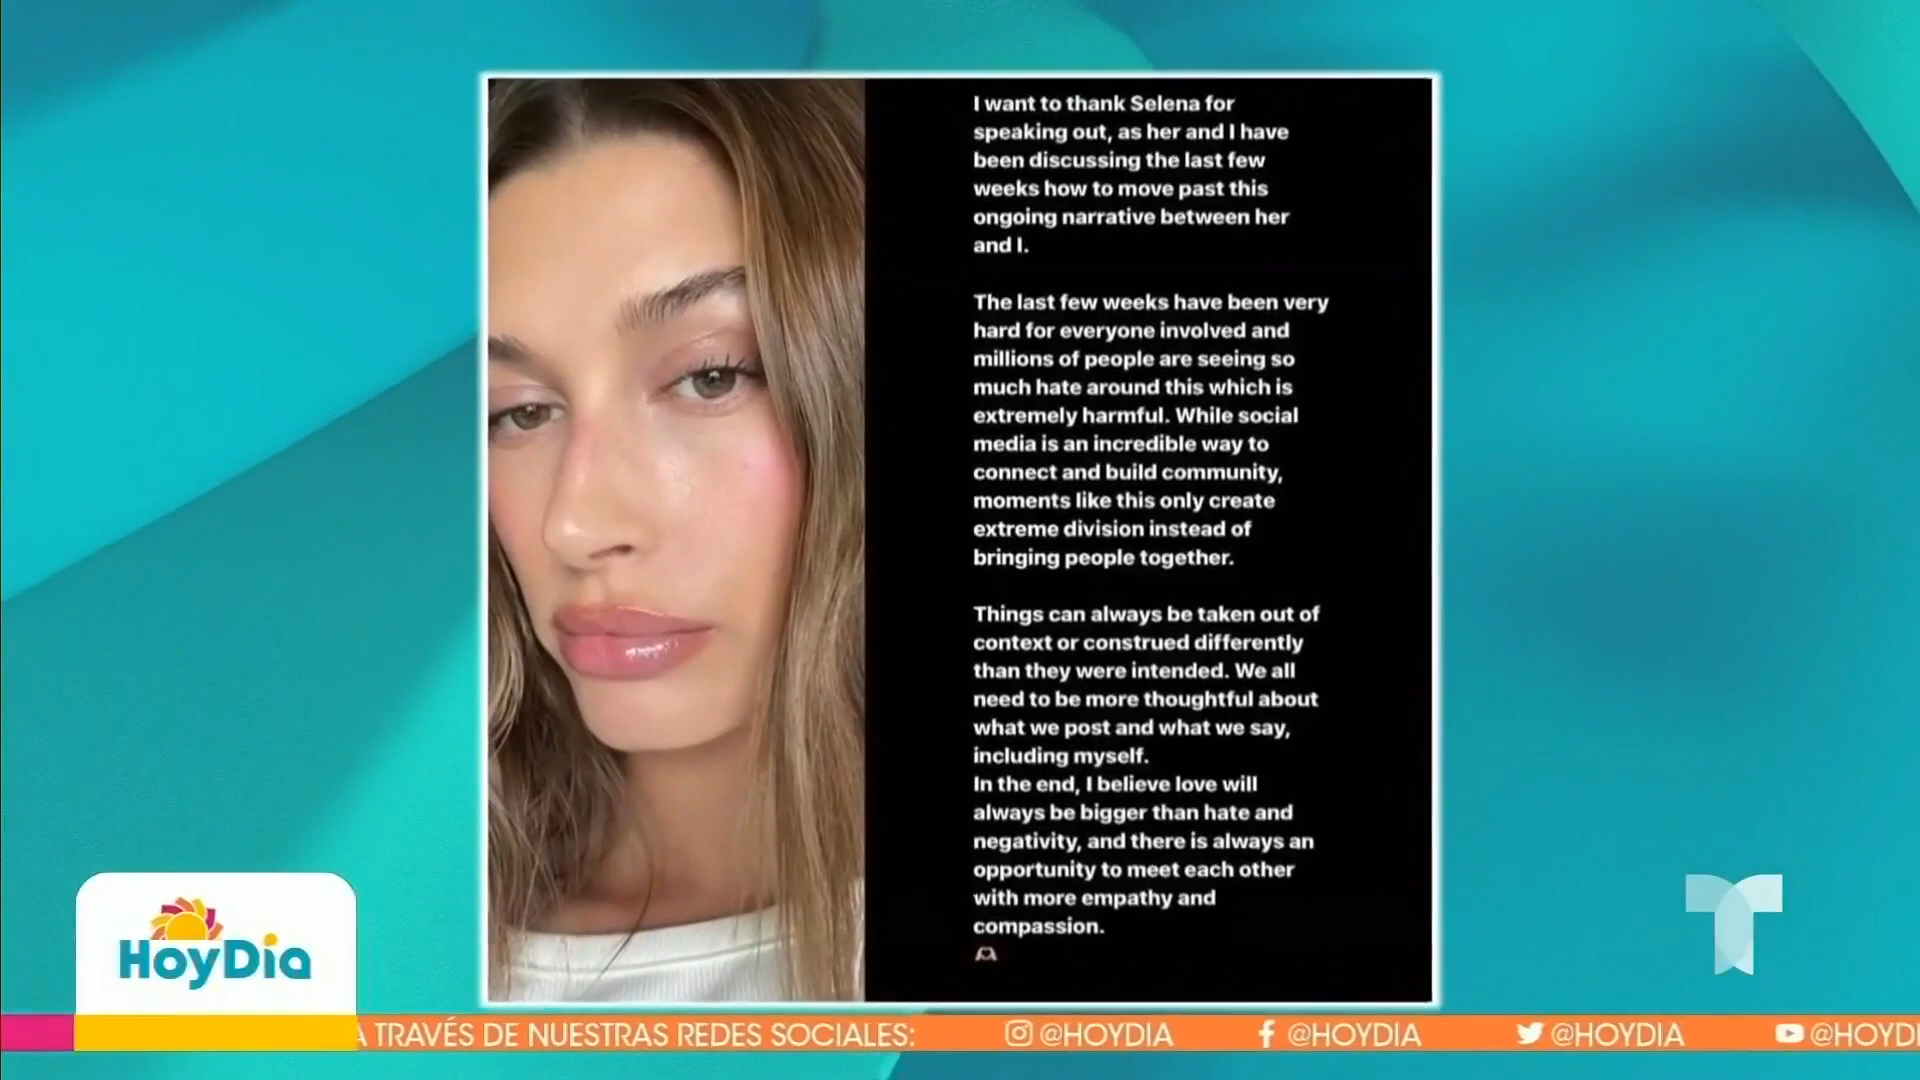 I want to thank Selena for
speaking out, as her and I have
been discussing the last few
weeks how to move past this
ongoing narrative between her
and I.
The last few weeks have been very
hard for everyone involved and
millions of people are seeing so
much hate around this which is
extremely harmful. While social
media is an incredible way to
connect and build community,
moments like this only create
extreme division instead of
bringing people together.
Things can always be taken out of
context or construed differently
than they were intended. We all
need to be more thoughtful about
what we post and what we say,
including myself.
In the end, I believe love will
always be bigger than hate and
negativity, and there is always an
opportunity to meet each other
with more empathy and
compassion.
HoyDía
A TRAVÉS DE NUESTRAS REDES SOCIALES: @HOYDIA @HOYDIA @HOYDIA @HOYDI